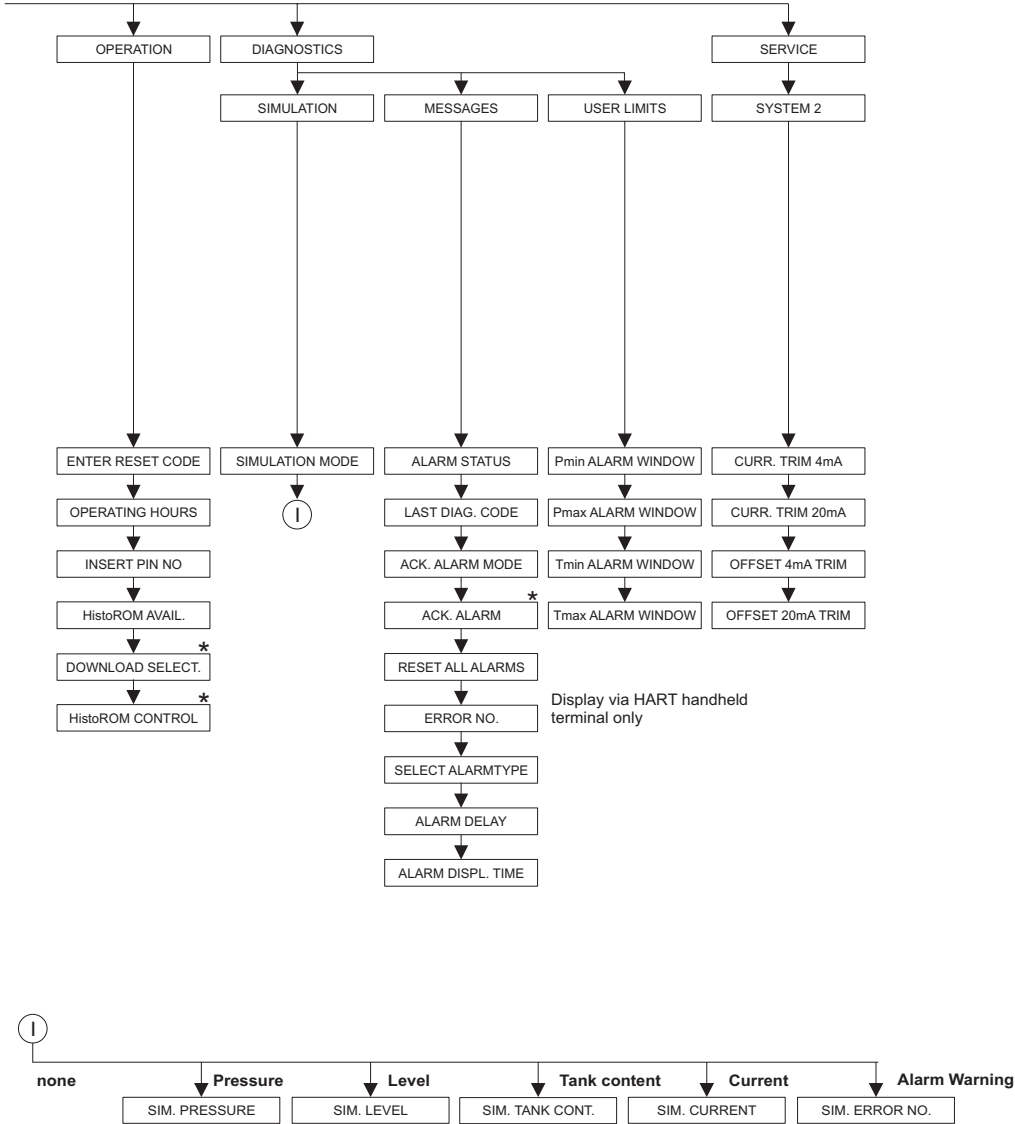 OPERATION
DIAGNOSTICS
SERVICE
SIMULATION
MESSAGES
USER LIMITS
SYSTEM 2
ENTER RESET CODE
SIMULATION MODE
ALARM STATUS
Pmin ALARM WINDOW
CURR. TRIM 4mA
OPERATING HOURS
I
LAST DIAG. CODE
Pmax ALARM WINDOW
CURR. TRIM 20mA
INSERT PIN NO
ACK. ALARM MODE
Tmin ALARM WINDOW
OFFSET 4mA TRIM
HistoROM AVAIL.
*
ACK. ALARM
Tmax ALARM WINDOW
OFFSET 20mA TRIM
*
DOWNLOAD SELECT.
RESET ALL ALARMS
*
HistoROM CONTROL
ERROR NO.
Display via HART handheld
terminal only
SELECT ALARMTYPE
ALARM DELAY
ALARM DISPL. TIME
I
none
Pressure
Level
Tank content
Current
Alarm Warning
SIM. PRESSURE
SIM. LEVEL
SIM. TANK CONT.
SIM. CURRENT
SIM. ERROR NO.